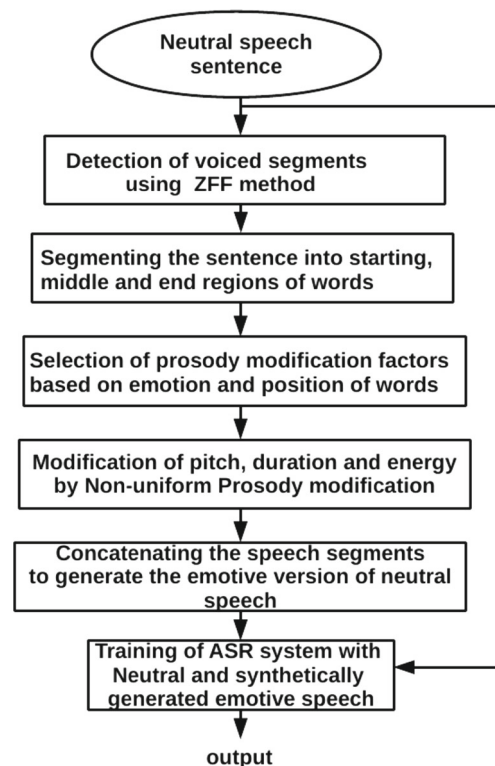 Neutral speech
sentence
Detection of voiced segments
using ZFF method
Segmenting the sentence into starting,
middle and end regions of words
Selection of prosody modification factors
based on emotion and position of words
Modification of pitch, duration and energy
by Non-uniform Prosody modification
Concatenating the speech segments
to generate the emotive version of neutral
speech
Training of ASR system with
Neutral and synthetically
generated emotive speech
output